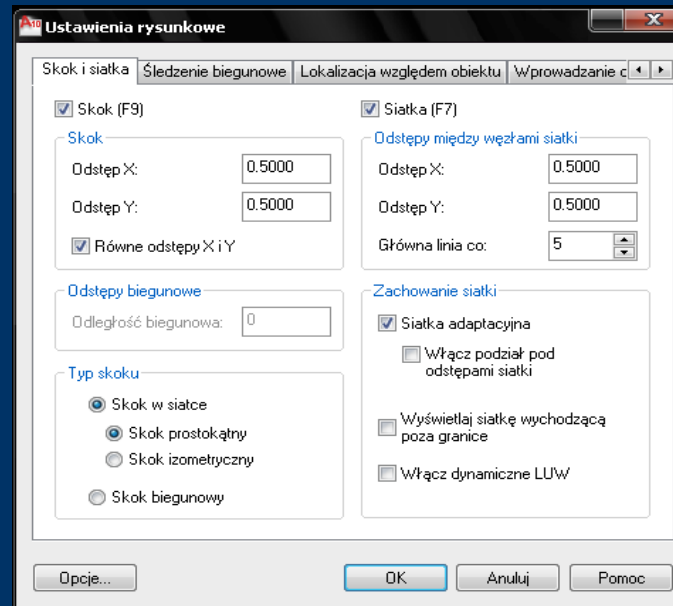 A10 Ustawienia rysunkowe
Skok i siatka Śledzenie biegunowe Lokalizacja względem obiektu Wprowadzanie
Skok (F9)
Skok
Odstęp X: 0.5000
Odstęp Y: 0.5000
Równe odstępy X i Y
Odstępy biegunowe
Odległość biegunowa: 0
Typ skoku
Skok w siatce
Skok prostokątny
Skok izometryczny
Skok biegunowy
Siatka (F7)
Odstępy między węzłami siatki
Odstęp X: 0.5000
Odstęp Y: 0.5000
Główna linia co: 5
Zachowanie siatki
Siatka adaptacyjna
Włącz podział pod
odstępami siatki
Wyświetlaj siatkę wychodzącą
poza granice
Włącz dynamiczne LUW
Opcje... OK Anuluj Pomoc